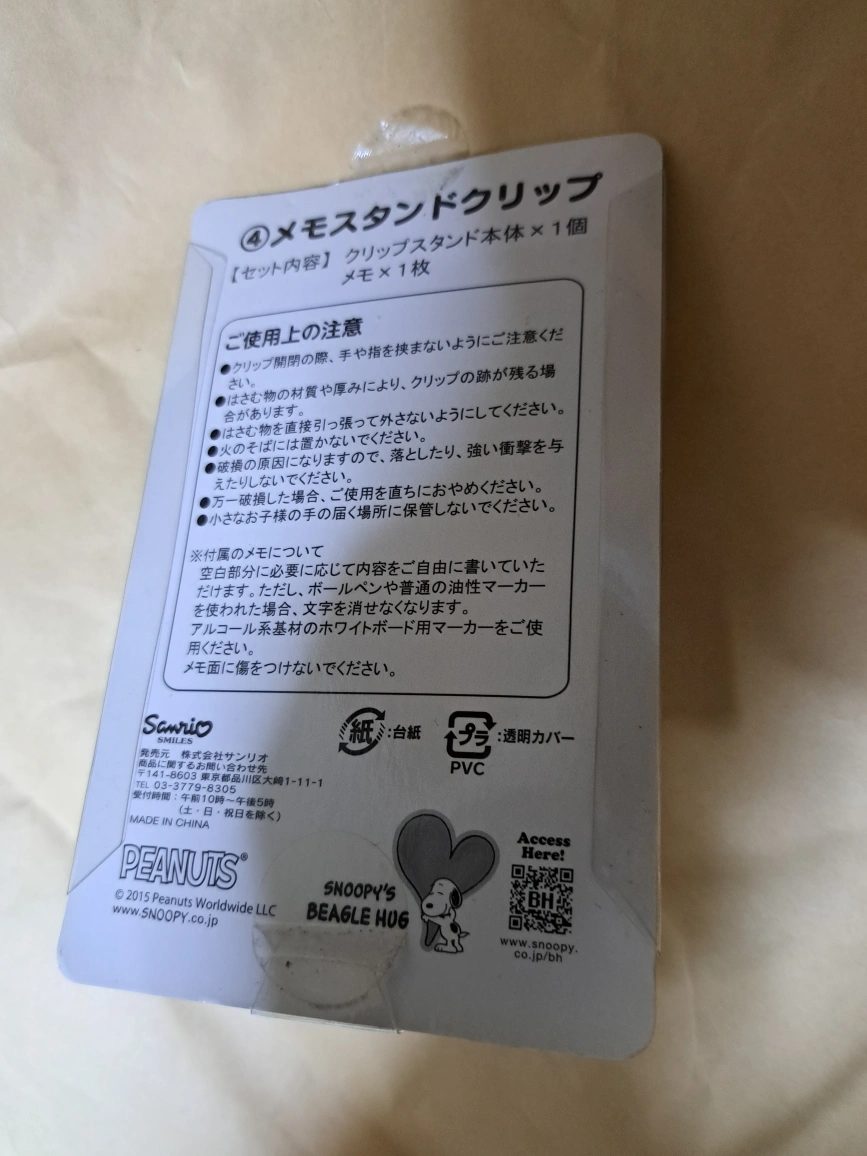 ④メモスタンドクリップ
【セット内容】 クリップスタンド本体×1個
メモ×1枚
ご使用上の注意
●クリップ開閉の際、手や指を挟まないようにご注意くだ
さい。
●はさむ物の材質や厚みにより、クリップの跡が残る場
合があります。
●はさむ物を直接引っ張って外さないようにしてください。
●火のそばには置かないでください。
●破損の原因になりますので、落としたり、強い衝撃を与
えたりしないでください。
●万一破損した場合、ご使用を直ちにおやめください。
●小さなお子様の手の届く場所に保管しないでください。
※付属のメモについて
空白部分に必要に応じて内容をご自由に書いていた
だけます。ただし、ボールペンや普通の油性マーカー
を使われた場合、文字を消せなくなります。
アルコール系基材のホワイトボード用マーカーをご使
用ください。
メモ面に傷をつけないでください。
Sanrio
SMILES
紙:台紙
プラ:透明カバー
PVC
発売元 株式会社サンリオ
商品に関するお問い合わせ先
〒141-8603 東京都品川区大崎1-11-1
TEL 03-3779-8305
受付時間:午前10時〜午後5時
(土・日・祝日を除く)
MADE IN CHINA
PEANUTS®
© 2015 Peanuts Worldwide LLC
www.SNOOPY.co.jp
SNOOPY'S
BEAGLE HUG
Access
Here!
BH
www.snoopy.
co.jp/bh